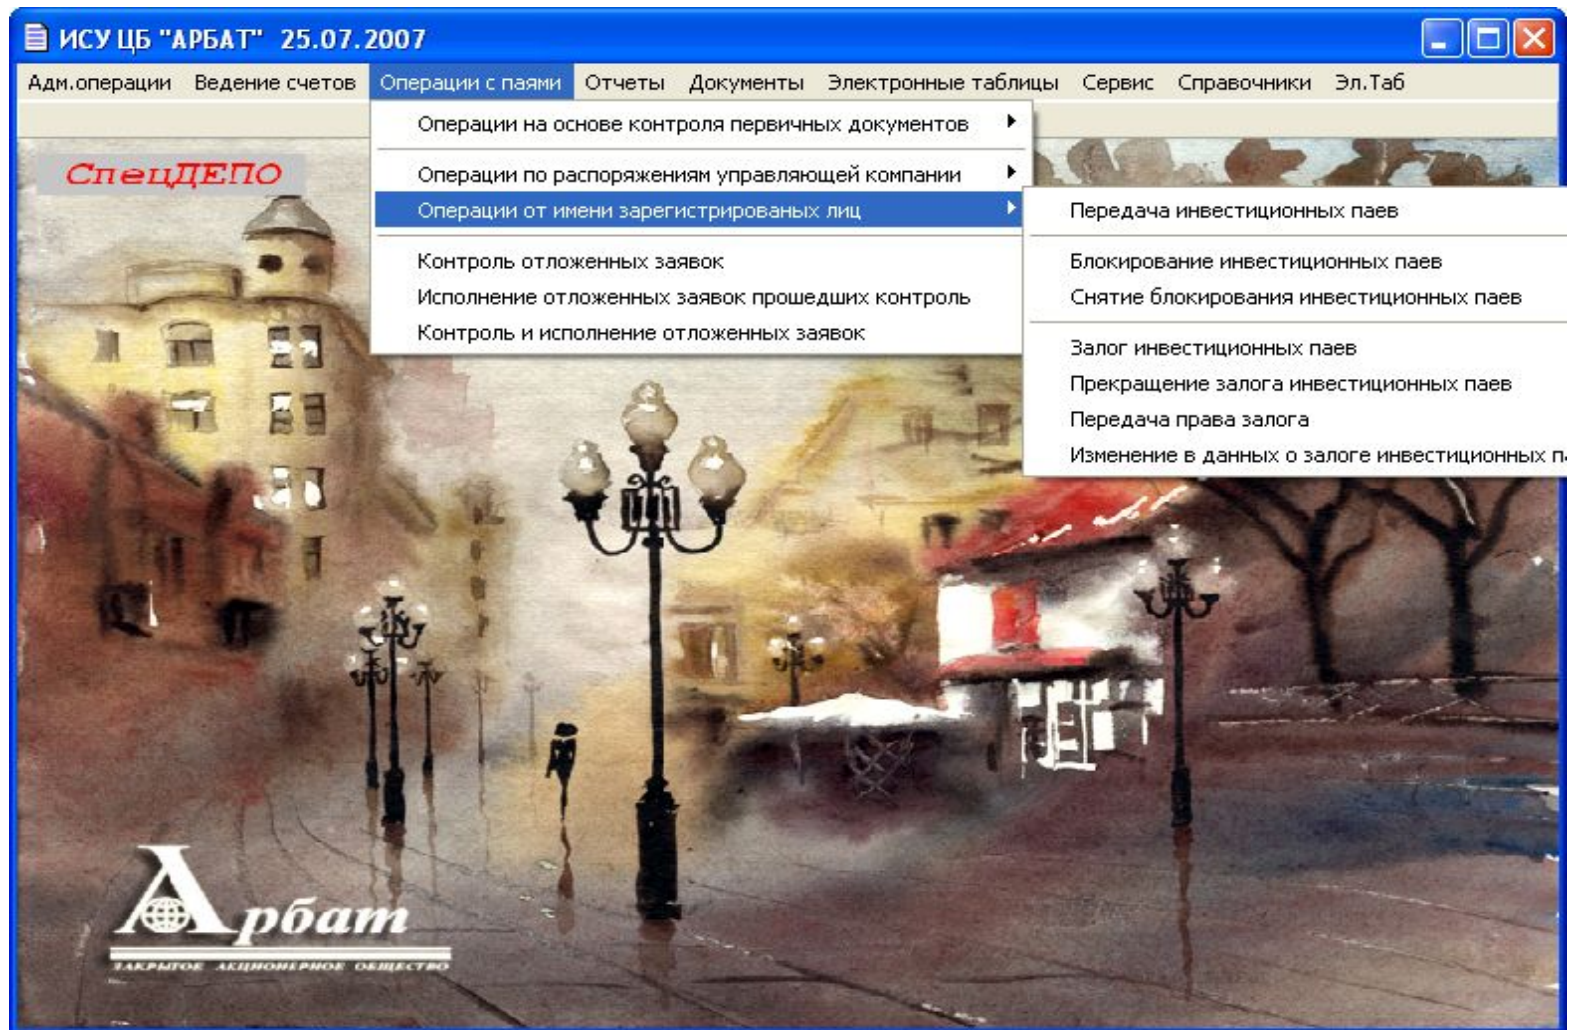 ИСУ ЦБ "АРБАТ" 25.07.2007
Адм.операции Ведение счетов Операции с паями Отчеты Документы Электронные таблицы Сервис Справочники Эл.Таб
СпецДЕПО
Операции на основе контроля первичных документов
Операции по распоряжениям управляющей компании
Операции от имени зарегистрированых лиц
Контроль отложенных заявок
Исполнение отложенных заявок прошедших контроль
Контроль и исполнение отложенных заявок
Передача инвестиционных паев
Блокирование инвестиционных паев
Снятие блокирования инвестиционных паев
Залог инвестиционных паев
Прекращение залога инвестиционных паев
Передача права залога
Изменение в данных о залоге инвестиционных
Арбат
ЗАКРЫТОЕ АКЦИОНЕРНОЕ ОБЩЕСТВО